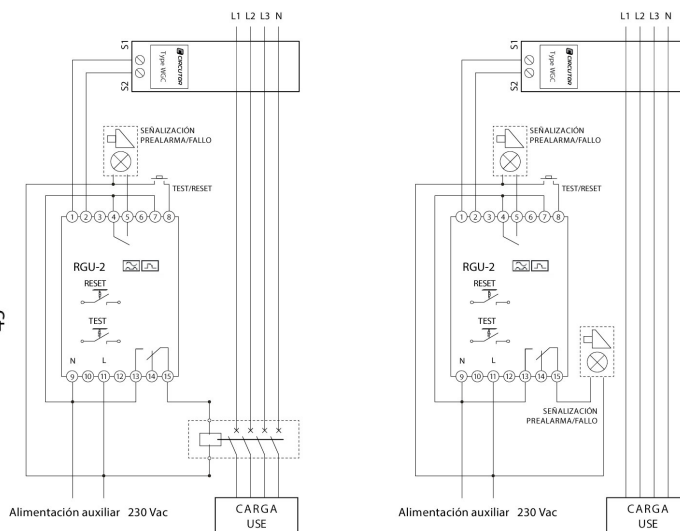 L1 L2 L3 N
S1
S2
CIRCUTOR
Type WGC
SEÑALIZACIÓN
PREALARMA/FALLO
TEST/RESET
1 2 3 4 5 6 7 8
RGU-2
RESET
TEST
N L
9 10 11 12 13 14 15
Alimentación auxiliar 230 Vac
CARGA
USE
L1 L2 L3 N
S1
S2
CIRCUTOR
Type WGC
SEÑALIZACIÓN
PREALARMA/FALLO
TEST/RESET
1 2 3 4 5 6 7 8
RGU-2
RESET
TEST
N L
9 10 11 12 13 14 15
SEÑALIZACIÓN
PREALARMA/FALLO
Alimentación auxiliar 230 Vac
CARGA
USE